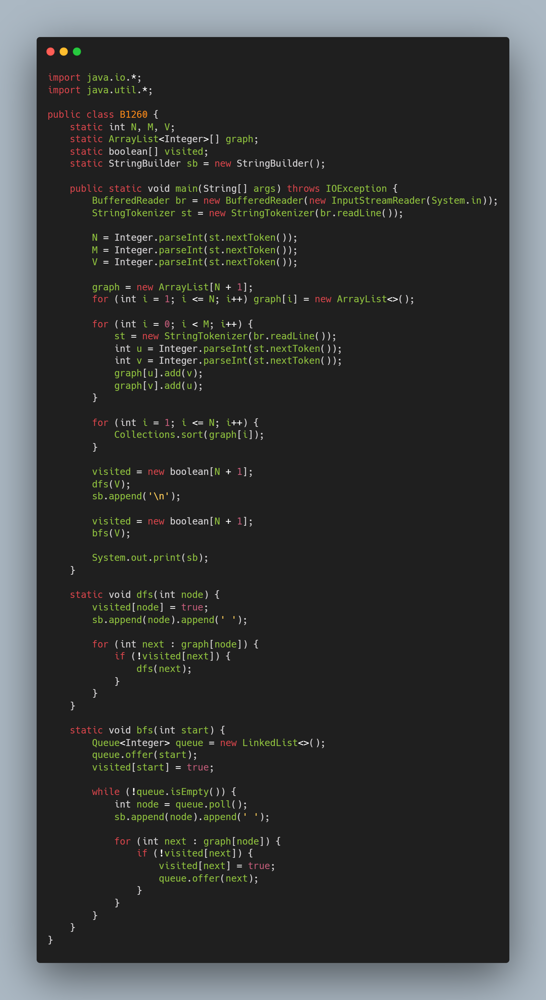 import java.io.*;
import java.util.*;

public class B1260 {
    static int N, M, V;
    static ArrayList<Integer>[] graph;
    static boolean[] visited;
    static StringBuilder sb = new StringBuilder();

    public static void main(String[] args) throws IOException {
        BufferedReader br = new BufferedReader(new InputStreamReader(System.in));
        StringTokenizer st = new StringTokenizer(br.readLine());

        N = Integer.parseInt(st.nextToken());
        M = Integer.parseInt(st.nextToken());
        V = Integer.parseInt(st.nextToken());

        graph = new ArrayList[N + 1];
        for (int i = 1; i <= N; i++) graph[i] = new ArrayList<>();

        for (int i = 0; i < M; i++) {
            st = new StringTokenizer(br.readLine());
            int u = Integer.parseInt(st.nextToken());
            int v = Integer.parseInt(st.nextToken());
            graph[u].add(v);
            graph[v].add(u);
        }

        for (int i = 1; i <= N; i++) {
            Collections.sort(graph[i]);
        }

        visited = new boolean[N + 1];
        dfs(V);
        sb.append('\n');

        visited = new boolean[N + 1];
        bfs(V);

        System.out.print(sb);
    }

    static void dfs(int node) {
        visited[node] = true;
        sb.append(node).append(' ');

        for (int next : graph[node]) {
            if (!visited[next]) {
                dfs(next);
            }
        }
    }

    static void bfs(int start) {
        Queue<Integer> queue = new LinkedList<>();
        queue.offer(start);
        visited[start] = true;

        while (!queue.isEmpty()) {
            int node = queue.poll();
            sb.append(node).append(' ');

            for (int next : graph[node]) {
                if (!visited[next]) {
                    visited[next] = true;
                    queue.offer(next);
                }
            }
        }
    }
}